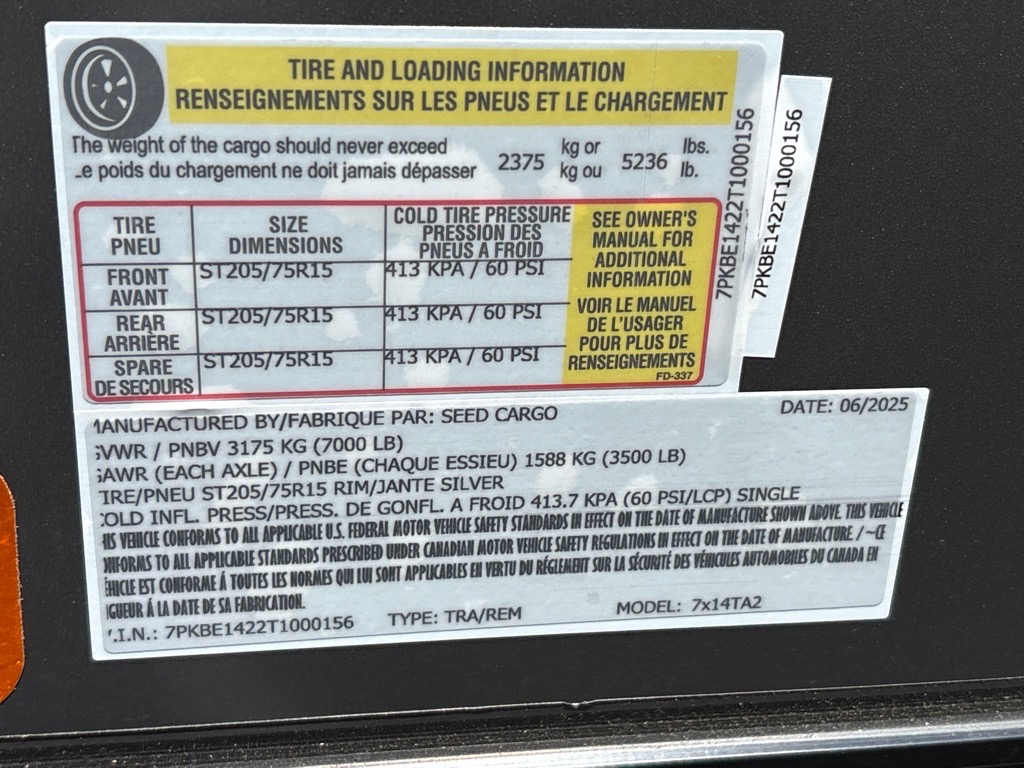 TIRE AND LOADING INFORMATION
RENSEIGNEMENTS SUR LES PNEUS ET LE CHARGEMENT
The weight of the cargo should never exceed 2375 kg or 5236 lbs.
Le poids du chargement ne doit jamais dépasser kg ou lb.
TIRE
PNEU
SIZE
DIMENSIONS
COLD TIRE PRESSURE
PRESSION DES
PNEUS A FROID
FRONT
AVANT
ST205/75R15
413 KPA / 60 PSI
REAR
ARRIÈRE
ST205/75R15
413 KPA / 60 PSI
SPARE
DE SECOURS
ST205/75R15
413 KPA / 60 PSI
SEE OWNER'S
MANUAL FOR
ADDITIONAL
INFORMATION
VOIR LE MANUEL
DE L'USAGER
POUR PLUS DE
RENSEIGNEMENTS
FD-337
7PKBE1422T1000156
7PKBE1422T1000156
MANUFACTURED BY/FABRIQUE PAR: SEED CARGO DATE: 06/2025
GVWR / PNBV 3175 KG (7000 LB)
GAWR (EACH AXLE) / PNBE (CHAQUE ESSIEU) 1588 KG (3500 LB)
TIRE/PNEU ST205/75R15 RIM/JANTE SILVER
COLD INFL. PRESS/PRESS. DE GONFL. A FROID 413.7 KPA (60 PSI/LCP) SINGLE
THIS VEHICLE CONFORMS TO ALL APPLICABLE U.S. FEDERAL MOTOR VEHICLE SAFETY STANDARDS IN EFFECT ON THE DATE OF MANUFACTURE SHOWN ABOVE. THIS VEHICLE
CONFORMS TO ALL APPLICABLE STANDARDS PRESCRIBED UNDER CANADIAN MOTOR VEHICLE SAFETY REGULATIONS IN EFFECT ON THE DATE OF MANUFACTURE. / ~CE
VÉHICLE EST CONFORME Á TOUTES LES NORMES QUI LUI SONT APPLICABLES EN VERTU DU RÉGLEMENT SUR LA SÉCURITÉ DES VÉHICULES AUTOMOBILES DU CANADA EN
VIGUEUR Á LA DATE DE SA FABRICATION.
V.I.N.: 7PKBE1422T1000156 TYPE: TRA/REM MODEL: 7x14TA2